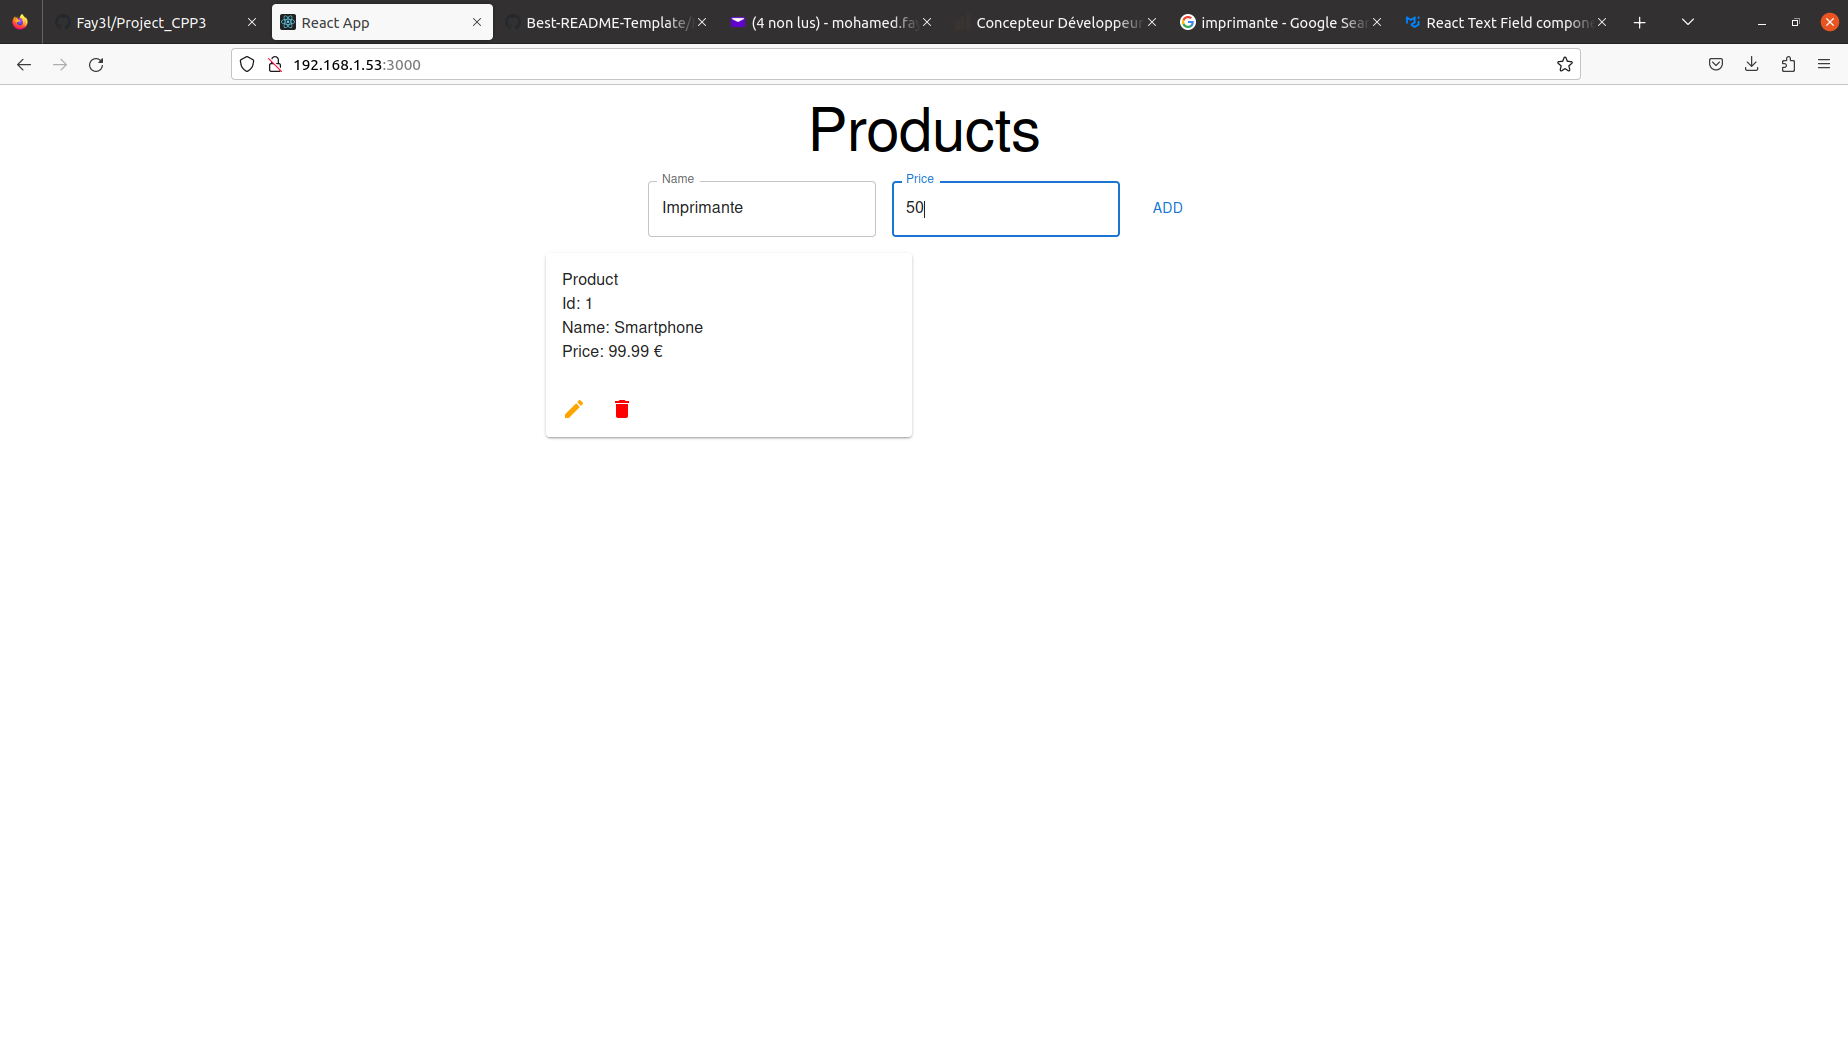 Fay3l/Project_CPP3
React App
Best-README-Template/
(4 non lus) - mohamed.fay
Concepteur Développeur
imprimante - Google Sea
React Text Field compone
192.168.1.53:3000
Products
Name
Price
Imprimante
50
ADD
Product
Id: 1
Name: Smartphone
Price: 99.99 €